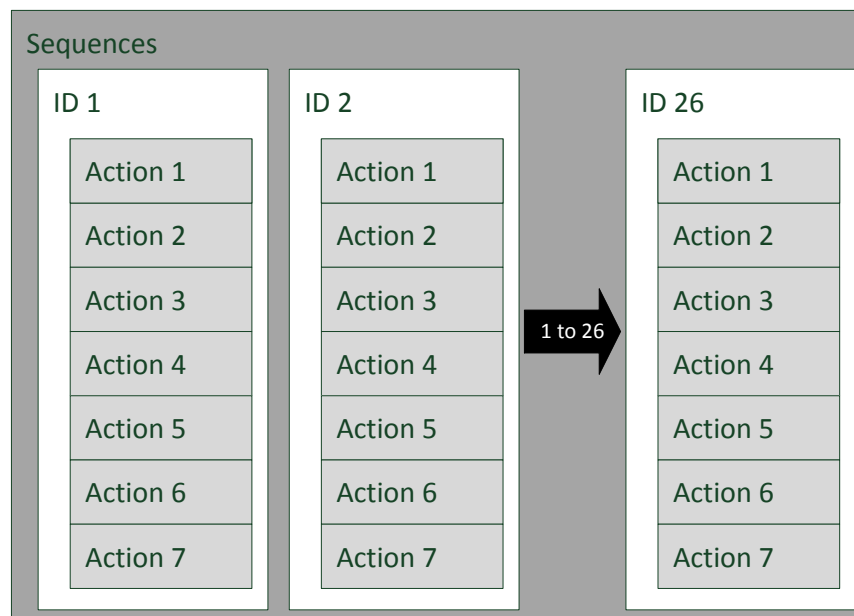 Sequences
ID 1
Action 1
Action 2
Action 3
Action 4
Action 5
Action 6
Action 7
ID 2
Action 1
Action 2
Action 3
Action 4
Action 5
Action 6
Action 7
1 to 26
ID 26
Action 1
Action 2
Action 3
Action 4
Action 5
Action 6
Action 7